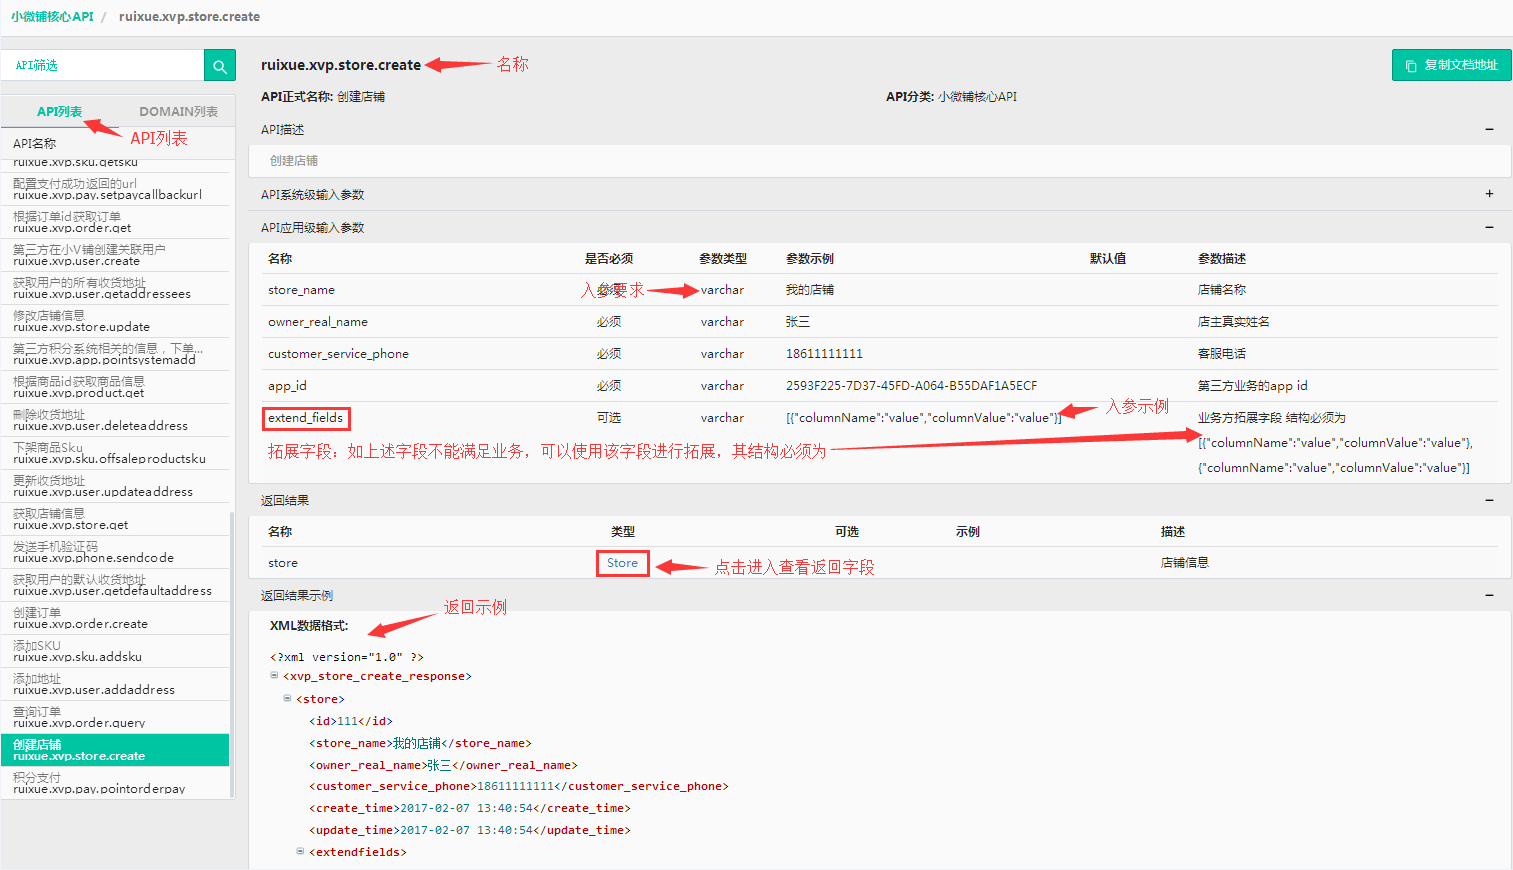 小微铺核心API / ruixue.xvp.store.create
API筛选
API列表 DOMAIN列表
API列表
API名称
ruixue.xvp.sku.getsku
配置支付成功返回的url
ruixue.xvp.pay.setpaycallbackurl
根据订单id获取订单
ruixue.xvp.order.get
第三方在小V铺创建关联用户
ruixue.xvp.user.create
获取用户的所有收货地址
ruixue.xvp.user.getaddressees
修改店铺信息
ruixue.xvp.store.update
第三方积分系统相关的信息，下单...
ruixue.xvp.app.pointsystemadd
根据商品id获取商品信息
ruixue.xvp.product.get
刪除收货地址
ruixue.xvp.user.deleteaddress
下架商品Sku
ruixue.xvp.sku.offsaleproductsku
更新收货地址
ruixue.xvp.user.updateaddress
获取店铺信息
ruixue.xvp.store.get
发送手机验证码
ruixue.xvp.phone.sendcode
获取用户的默认收货地址
ruixue.xvp.user.getdefaultaddress
创建订单
ruixue.xvp.order.create
添加SKU
ruixue.xvp.sku.addsku
添加地址
ruixue.xvp.user.addaddress
查询订单
ruixue.xvp.order.query
创建店铺
ruixue.xvp.store.create
积分支付
ruixue.xvp.pay.pointorderpay
ruixue.xvp.store.create 名称
复制文档地址
API正式名称: 创建店铺 API分类: 小微铺核心API
API描述 −
创建店铺
API系统级输入参数 +
API应用级输入参数 −
名称 是否必须 参数类型 参数示例 默认值 参数描述
store_name 必须 varchar 我的店铺 店铺名称
入参要求
owner_real_name 必须 varchar 张三 店主真实姓名
customer_service_phone 必须 varchar 18611111111 客服电话
app_id 必须 varchar 2593F225-7D37-45FD-A064-B55DAF1A5ECF 第三方业务的app id
extend_fields 可选 varchar [{"columnName":"value","columnValue":"value"}] 入参示例 业务方拓展字段 结构必须为
[{"columnName":"value","columnValue":"value"},
{"columnName":"value","columnValue":"value"}]
拓展字段：如上述字段不能满足业务，可以使用该字段进行拓展，其结构必须为
返回结果 −
名称 类型 可选 示例 描述
store Store 店铺信息
点击进入查看返回字段
返回结果示例 −
返回示例
XML数据格式:
<?xml version="1.0" ?>
<xvp_store_create_response>
<store>
<id>111</id>
<store_name>我的店铺</store_name>
<owner_real_name>张三</owner_real_name>
<customer_service_phone>18611111111</customer_service_phone>
<create_time>2017-02-07 13:40:54</create_time>
<update_time>2017-02-07 13:40:54</update_time>
<extendfields>